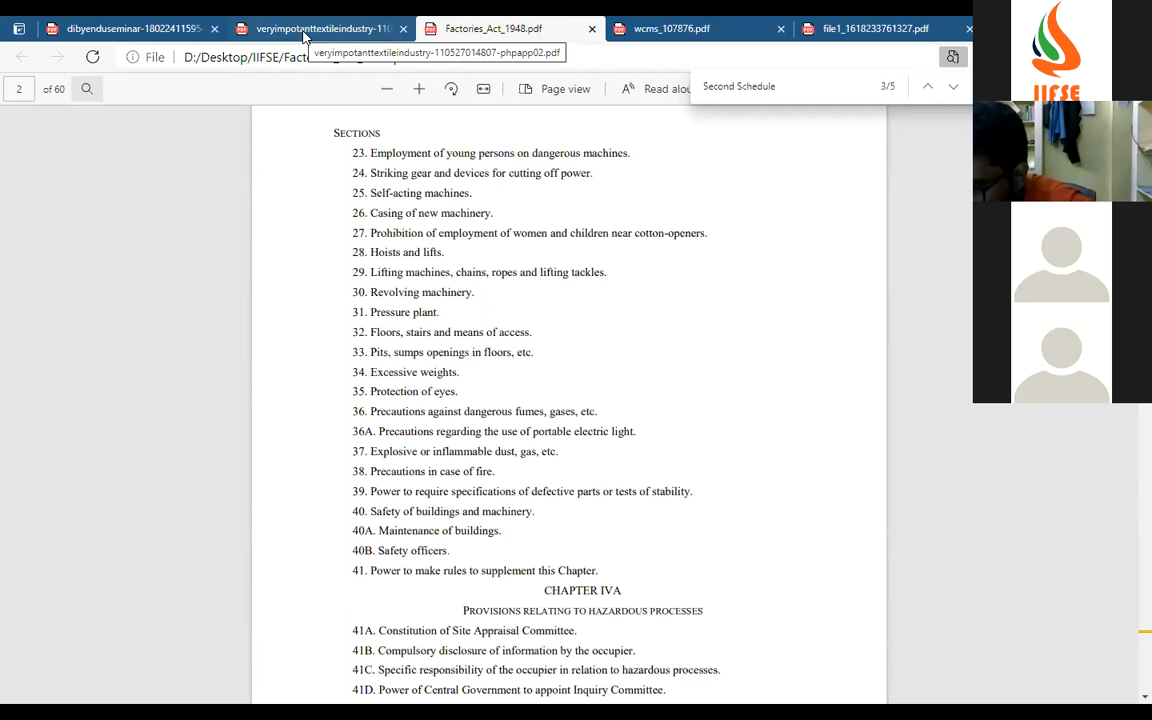 dibyenduseminar-18022411595
veryimpotanttextileindustry-110
Factories_Act_1948.pdf
wcms_107876.pdf
file1_1618233761327.pdf
File
D:/Desktop/IIFSE/Fact
veryimpotanttextileindustry-110527014807-phpapp02.pdf
2
of 60
Page view
Read alou
Second Schedule
3/5
IIFSE
SECTIONS
23. Employment of young persons on dangerous machines.
24. Striking gear and devices for cutting off power.
25. Self-acting machines.
26. Casing of new machinery.
27. Prohibition of employment of women and children near cotton-openers.
28. Hoists and lifts.
29. Lifting machines, chains, ropes and lifting tackles.
30. Revolving machinery.
31. Pressure plant.
32. Floors, stairs and means of access.
33. Pits, sumps openings in floors, etc.
34. Excessive weights.
35. Protection of eyes.
36. Precautions against dangerous fumes, gases, etc.
36A. Precautions regarding the use of portable electric light.
37. Explosive or inflammable dust, gas, etc.
38. Precautions in case of fire.
39. Power to require specifications of defective parts or tests of stability.
40. Safety of buildings and machinery.
40A. Maintenance of buildings.
40B. Safety officers.
41. Power to make rules to supplement this Chapter.
CHAPTER IVA
PROVISIONS RELATING TO HAZARDOUS PROCESSES
41A. Constitution of Site Appraisal Committee.
41B. Compulsory disclosure of information by the occupier.
41C. Specific responsibility of the occupier in relation to hazardous processes.
41D. Power of Central Government to appoint Inquiry Committee.